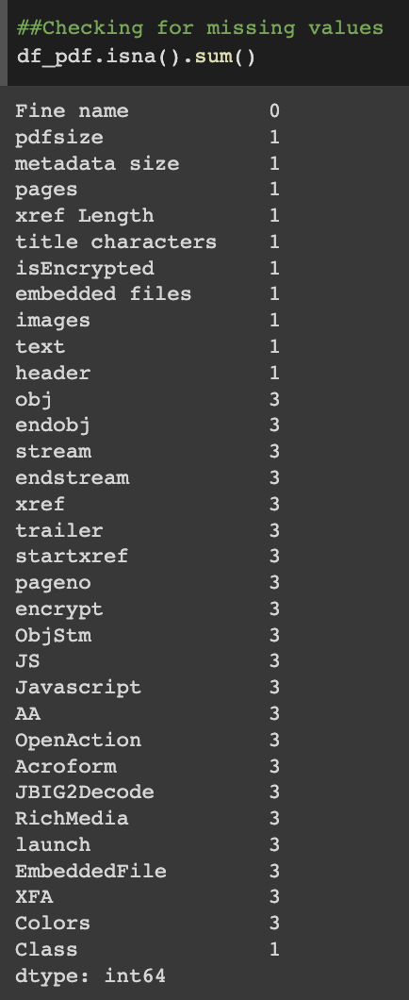 ##Checking for missing values
df_pdf.isna().sum()
Fine name 0
pdfsize 1
metadata size 1
pages 1
xref Length 1
title characters 1
isEncrypted 1
embedded files 1
images 1
text 1
header 1
obj 3
endobj 3
stream 3
endstream 3
xref 3
trailer 3
startxref 3
pageno 3
encrypt 3
ObjStm 3
JS 3
Javascript 3
AA 3
OpenAction 3
Acroform 3
JBIG2Decode 3
RichMedia 3
launch 3
EmbeddedFile 3
XFA 3
Colors 3
Class 1
dtype: int64